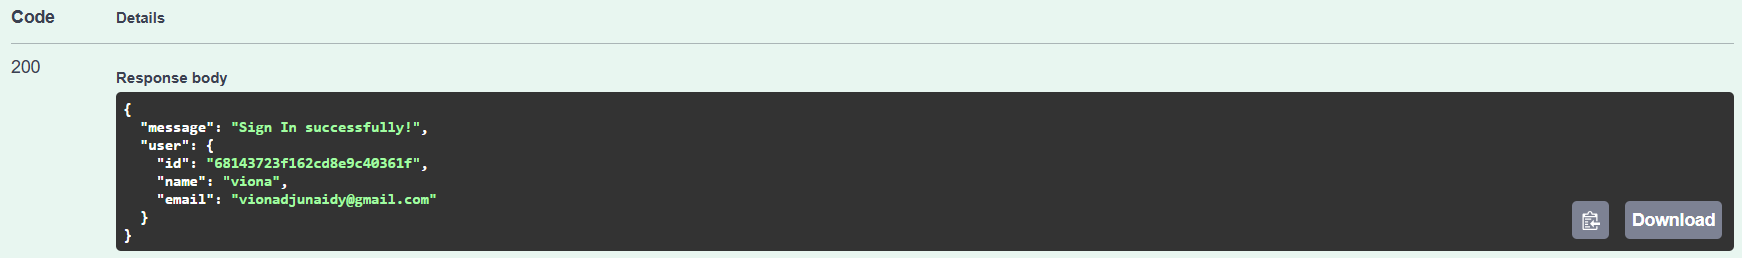 Code Details
200
Response body
{
  "message": "Sign In successfully!",
  "user": {
    "id": "68143723f162cd8e9c40361f",
    "name": "viona",
    "email": "vionadjunaidy@gmail.com"
  }
}
Download